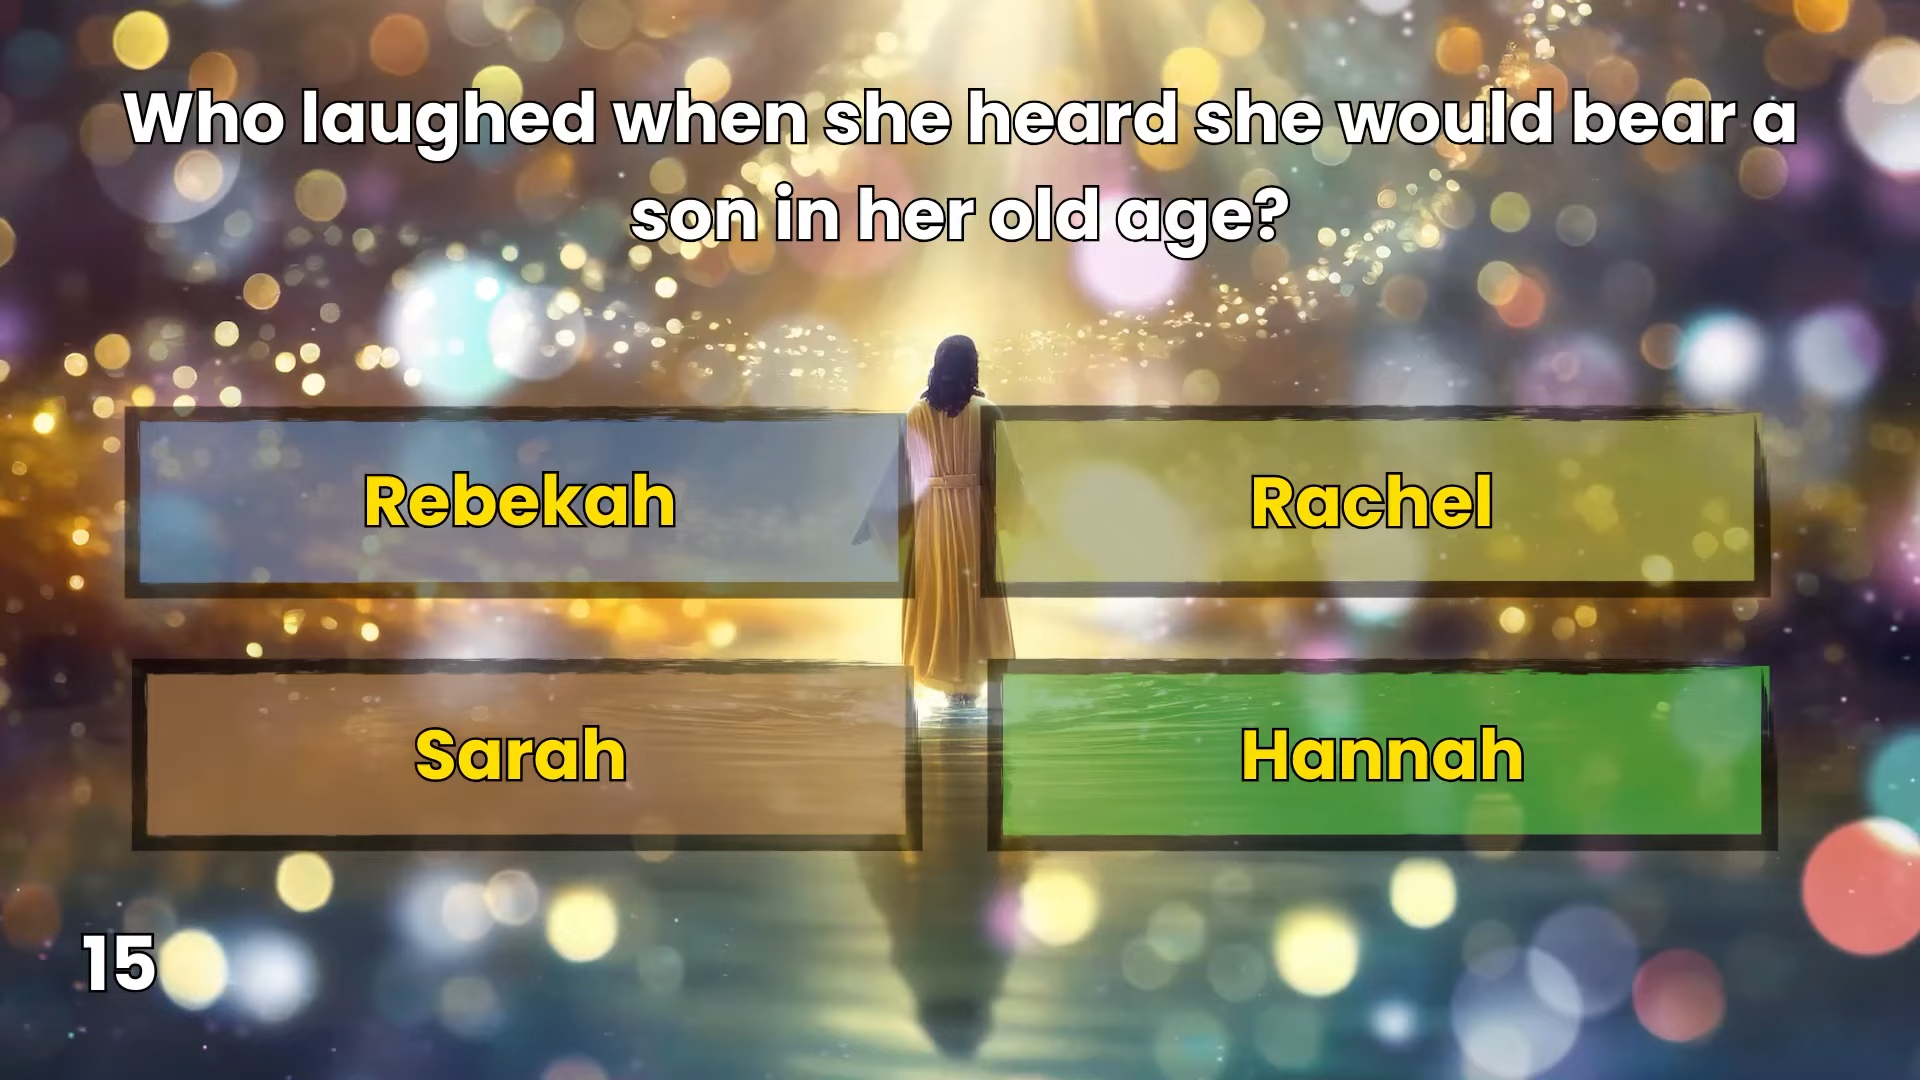 Who laughed when she heard she would bear a
son in her old age?
Rebekah
Rachel
Sarah
Hannah
15